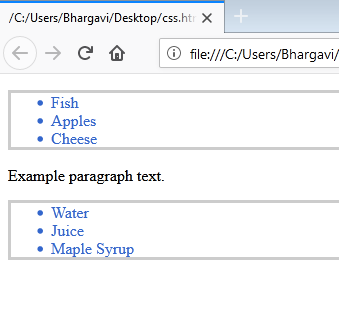 /C:/Users/Bhargavi/Desktop/css.htm
file:///C:/Users/Bhargavi/
Fish
Apples
Cheese
Example paragraph text.
Water
Juice
Maple Syrup